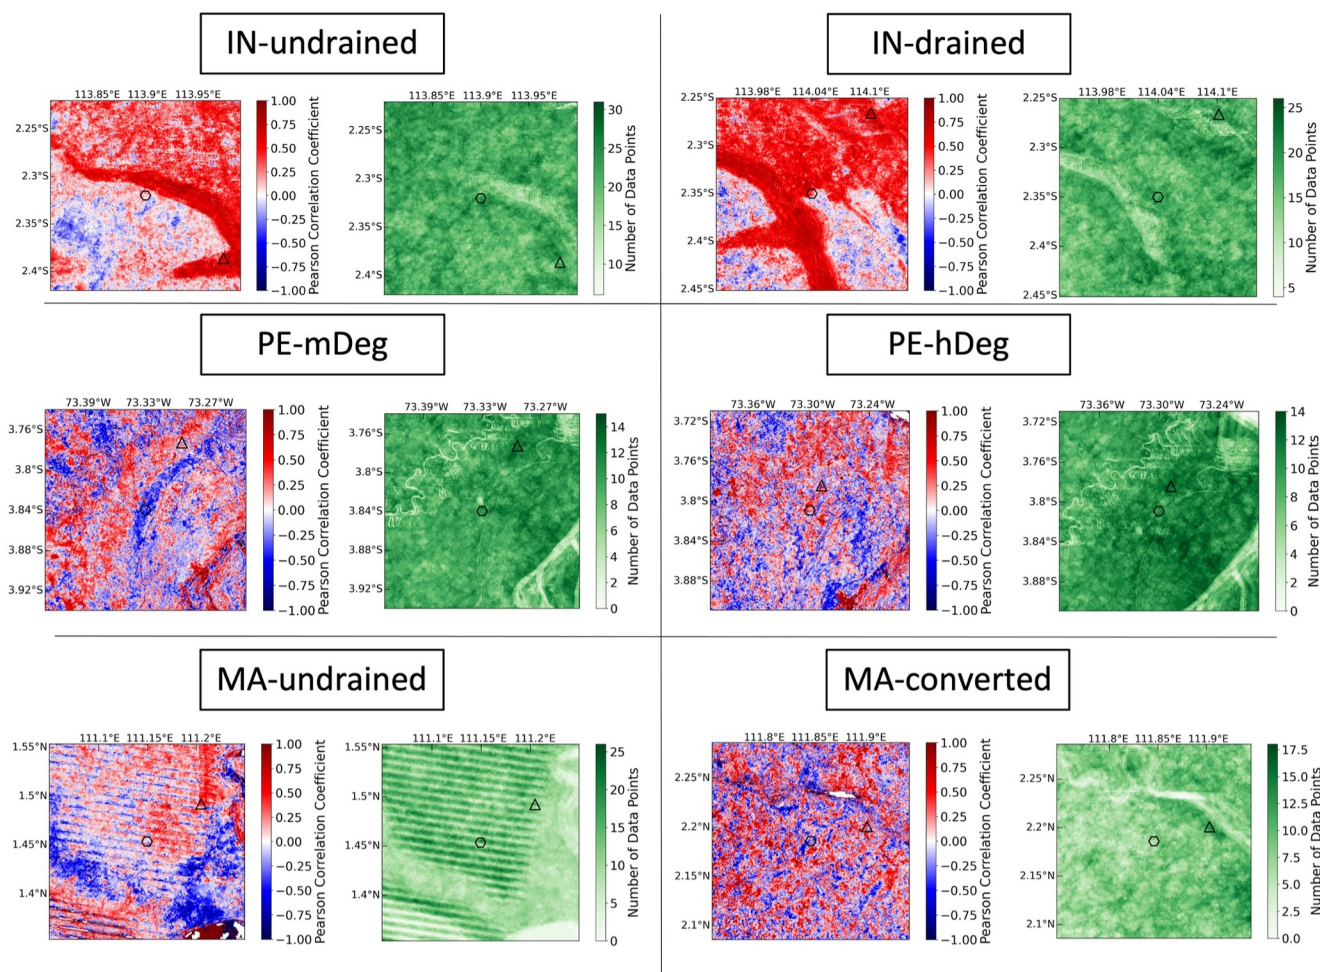 IN-undrained
IN-drained
113.85°E 113.9°E 113.95°E
2.25°S
2.3°S
2.35°S
2.4°S
1.00
0.75
0.50
0.25
0.00
−0.25
−0.50
−0.75
−1.00
Pearson Correlation Coefficient
113.85°E 113.9°E 113.95°E
2.25°S
2.3°S
2.35°S
2.4°S
30
25
20
15
10
Number of Data Points
113.98°E 114.04°E 114.1°E
2.25°S
2.3°S
2.35°S
2.4°S
2.45°S
1.00
0.75
0.50
0.25
0.00
−0.25
−0.50
−0.75
−1.00
Pearson Correlation Coefficient
113.98°E 114.04°E 114.1°E
2.25°S
2.3°S
2.35°S
2.4°S
2.45°S
25
20
15
10
5
Number of Data Points
PE-mDeg
PE-hDeg
73.39°W 73.33°W 73.27°W
3.76°S
3.8°S
3.84°S
3.88°S
3.92°S
1.00
0.75
0.50
0.25
0.00
−0.25
−0.50
−0.75
−1.00
Pearson Correlation Coefficient
73.39°W 73.33°W 73.27°W
3.76°S
3.8°S
3.84°S
3.88°S
3.92°S
14
12
10
8
6
4
2
0
Number of Data Points
73.36°W 73.30°W 73.24°W
3.72°S
3.76°S
3.8°S
3.84°S
3.88°S
1.00
0.75
0.50
0.25
0.00
−0.25
−0.50
−0.75
−1.00
Pearson Correlation Coefficient
73.36°W 73.30°W 73.24°W
3.72°S
3.76°S
3.8°S
3.84°S
3.88°S
14
12
10
8
6
4
2
0
Number of Data Points
MA-undrained
MA-converted
111.1°E 111.15°E 111.2°E
1.55°N
1.5°N
1.45°N
1.4°N
1.00
0.75
0.50
0.25
0.00
−0.25
−0.50
−0.75
−1.00
Pearson Correlation Coefficient
111.1°E 111.15°E 111.2°E
1.55°N
1.5°N
1.45°N
1.4°N
25
20
15
10
5
0
Number of Data Points
111.8°E 111.85°E 111.9°E
2.25°N
2.2°N
2.15°N
2.1°N
1.00
0.75
0.50
0.25
0.00
−0.25
−0.50
−0.75
−1.00
Pearson Correlation Coefficient
111.8°E 111.85°E 111.9°E
2.25°N
2.2°N
2.15°N
2.1°N
17.5
15.0
12.5
10.0
7.5
5.0
2.5
0.0
Number of Data Points